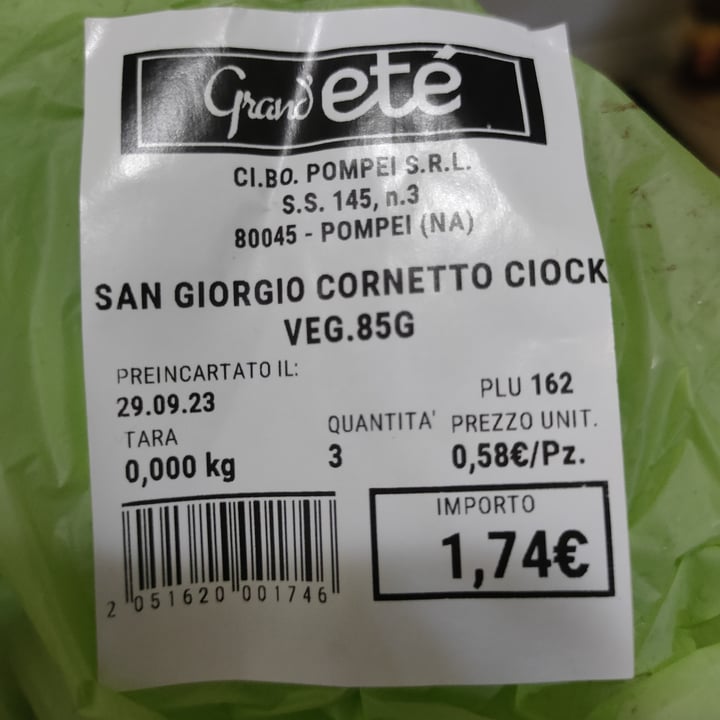 Grand'eté
CI.BO. POMPEI S.R.L.
S.S. 145, n.3
80045 - POMPEI (NA)
SAN GIORGIO CORNETTO CIOCK
VEG.85G
PREINCARTATO IL:
29.09.23
PLU 162
TARA
QUANTITA' PREZZO UNIT.
0,000 kg
3
0,58€/Pz.
IMPORTO
1,74€
2 051620 001746